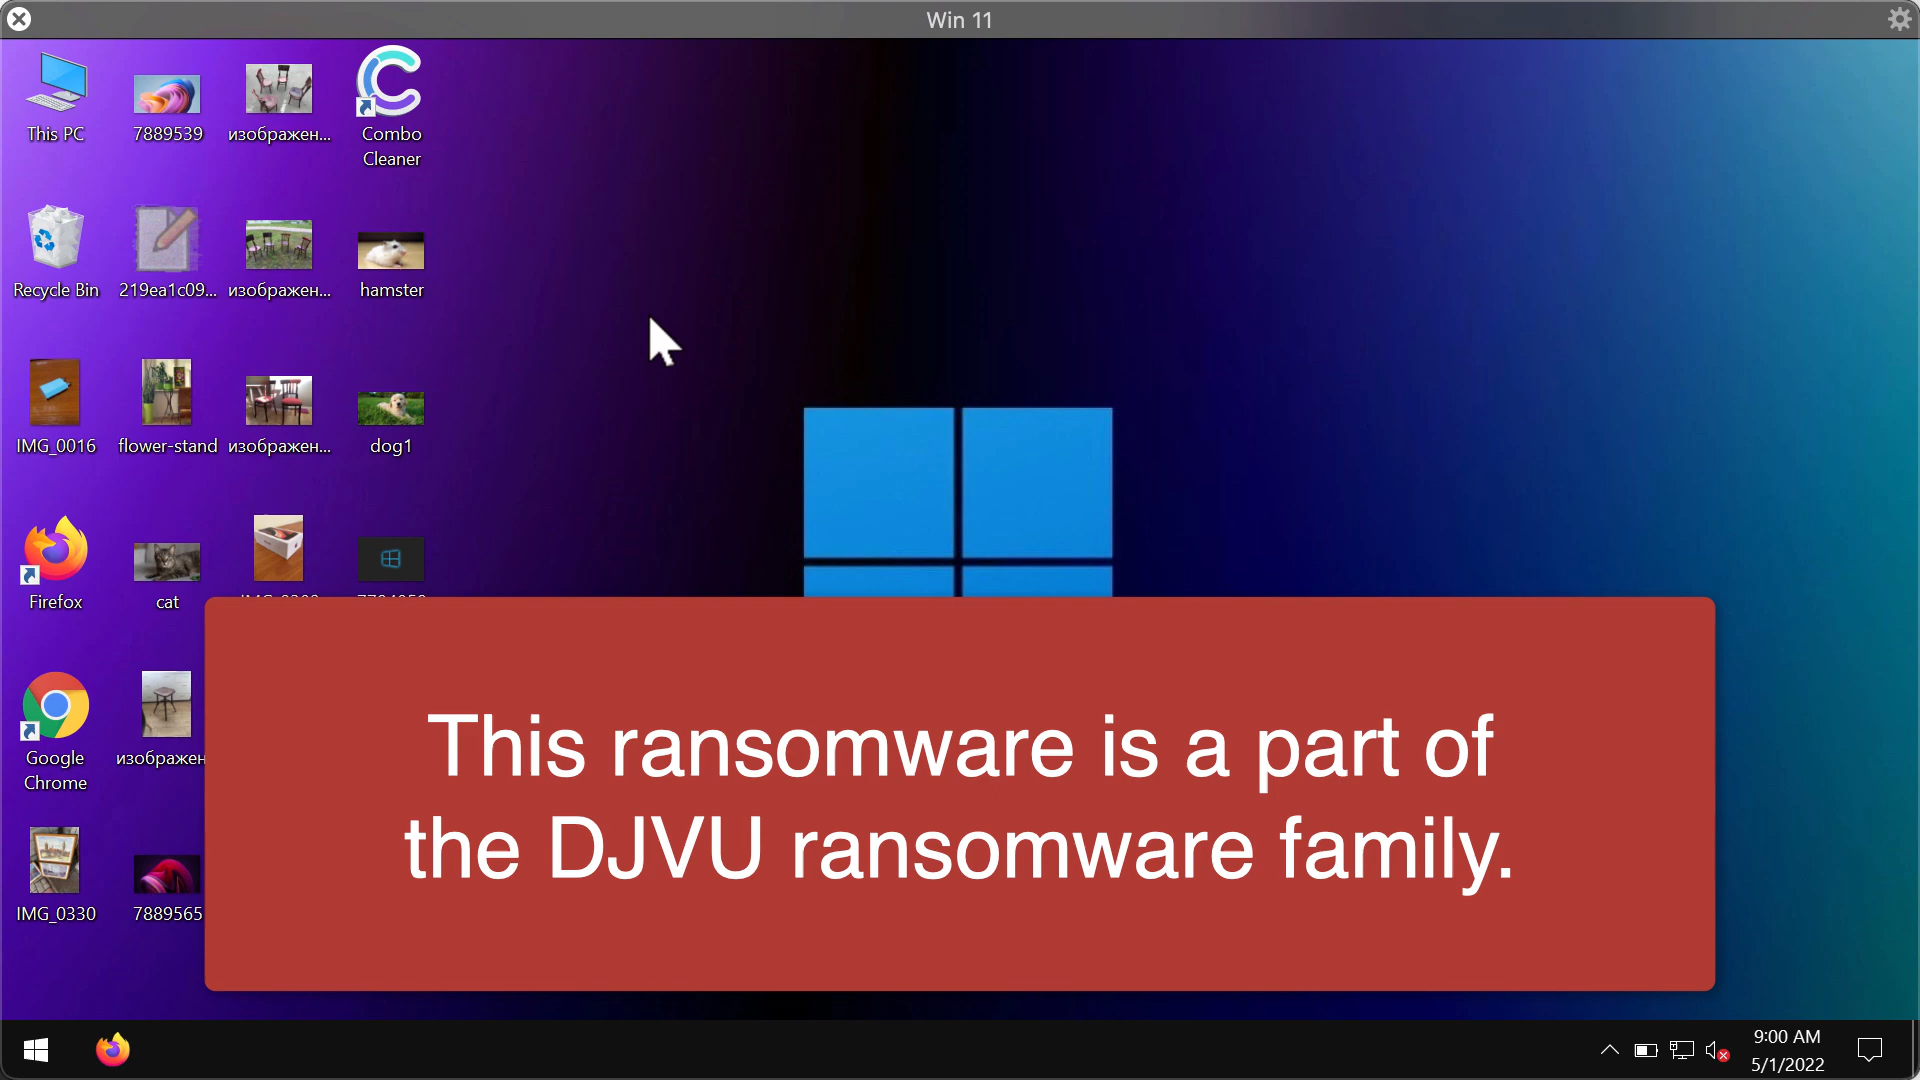 Win 11
This PC
7889539
изображен...
Combo
Cleaner
Recycle Bin
219ea1c09...
изображен...
hamster
IMG_0016
flower-stand
изображен...
dog1
Firefox
cat
Google
Chrome
изображен
IMG_0330
7889565
This ransomware is a part of
the DJVU ransomware family.
9:00 AM
5/1/2022